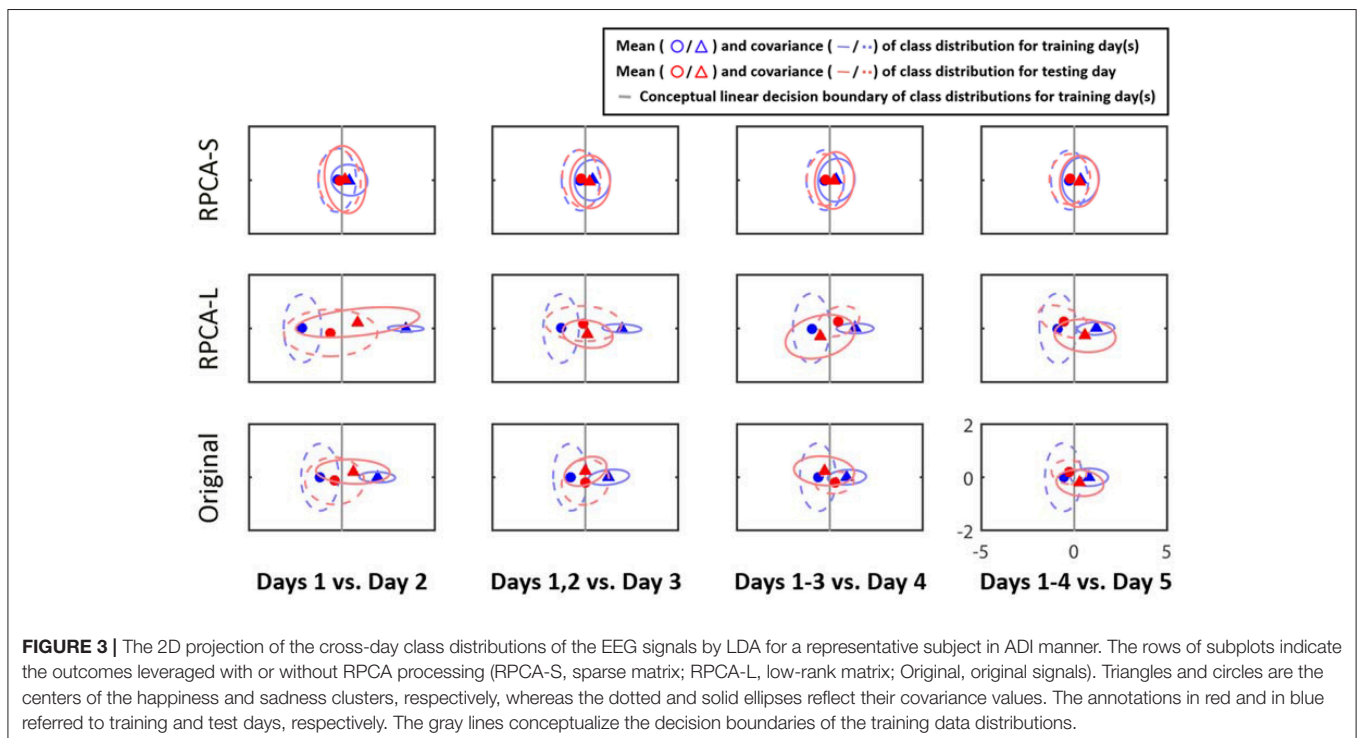 Mean ( ○/△ ) and covariance ( –/·· ) of class distribution for training day(s)
Mean ( ○/△ ) and covariance ( –/·· ) of class distribution for testing day
— Conceptual linear decision boundary of class distributions for training day(s)
RPCA-S
RPCA-L
Original
2
0
-2
-5 0 5
Days 1 vs. Day 2 Days 1,2 vs. Day 3 Days 1-3 vs. Day 4 Days 1-4 vs. Day 5
FIGURE 3 | The 2D projection of the cross-day class distributions of the EEG signals by LDA for a representative subject in ADI manner. The rows of subplots indicate
the outcomes leveraged with or without RPCA processing (RPCA-S, sparse matrix; RPCA-L, low-rank matrix; Original, original signals). Triangles and circles are the
centers of the happiness and sadness clusters, respectively, whereas the dotted and solid ellipses reflect their covariance values. The annotations in red and in blue
referred to training and test days, respectively. The gray lines conceptualize the decision boundaries of the training data distributions.